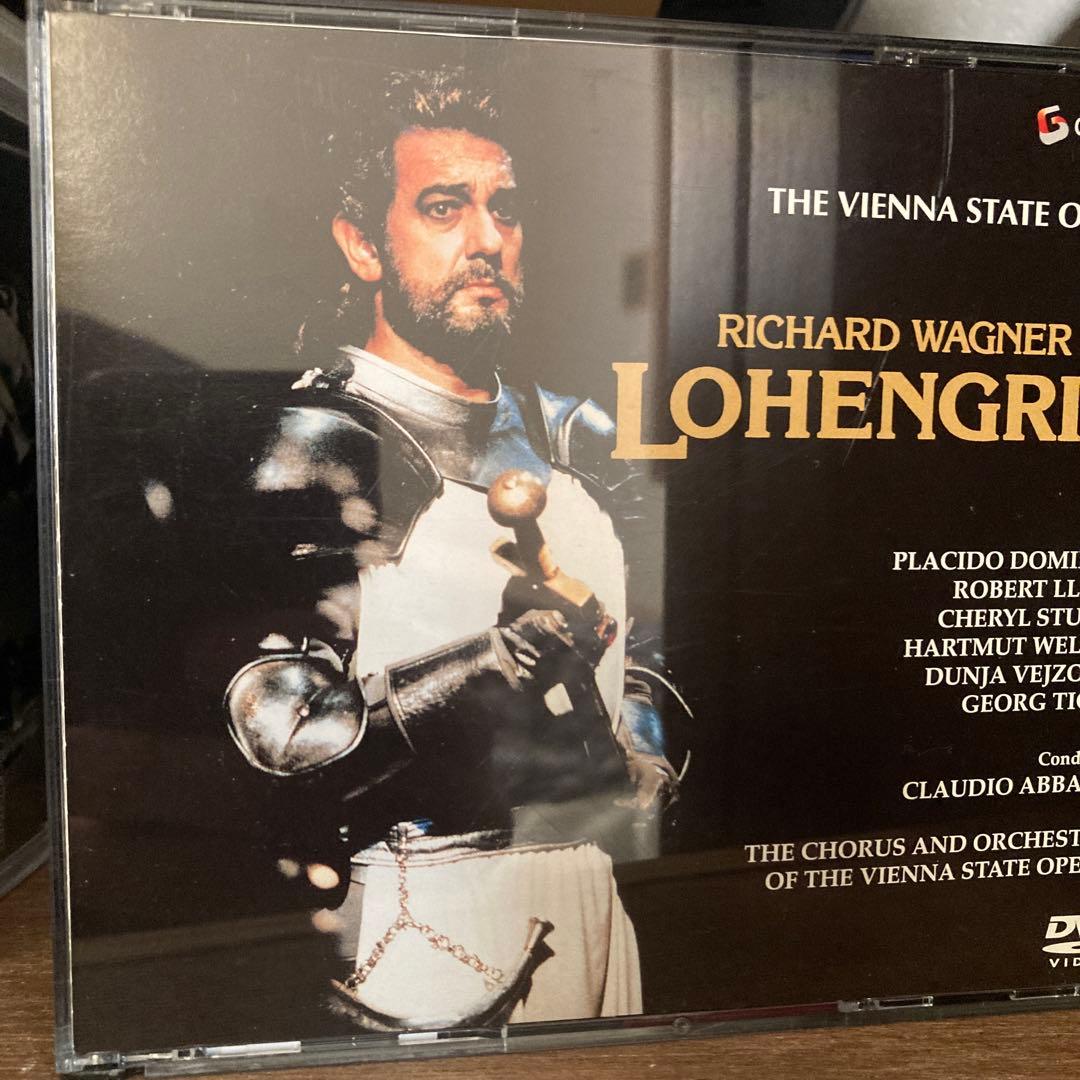 THE VIENNA STATE O
RICHARD WAGNER
LOHENGRI
PLACIDO DOMI
ROBERT LL
CHERYL STU
HARTMUT WEL
DUNJA VEJZO
GEORG TI
Cond
CLAUDIO ABBA
THE CHORUS AND ORCHEST
OF THE VIENNA STATE OPE
DV
VID